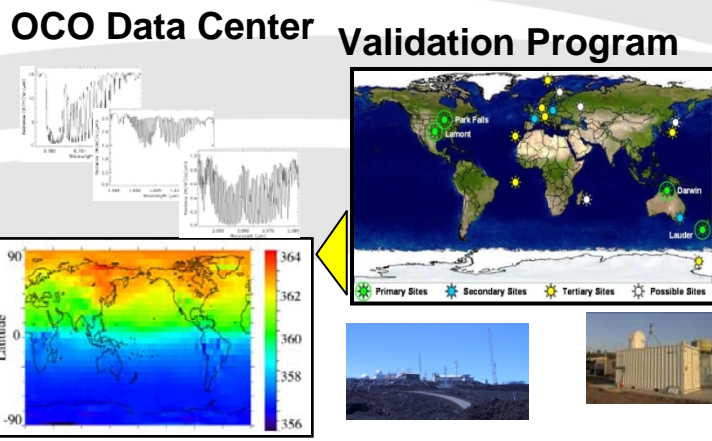 OCO Data Center
Validation Program
Wavelength
Park Falls
Lamont
Darwin
Lauder
Primary Sites
Secondary Sites
Tertiary Sites
Possible Sites
90
0
-90
Latitude
364
362
360
358
356